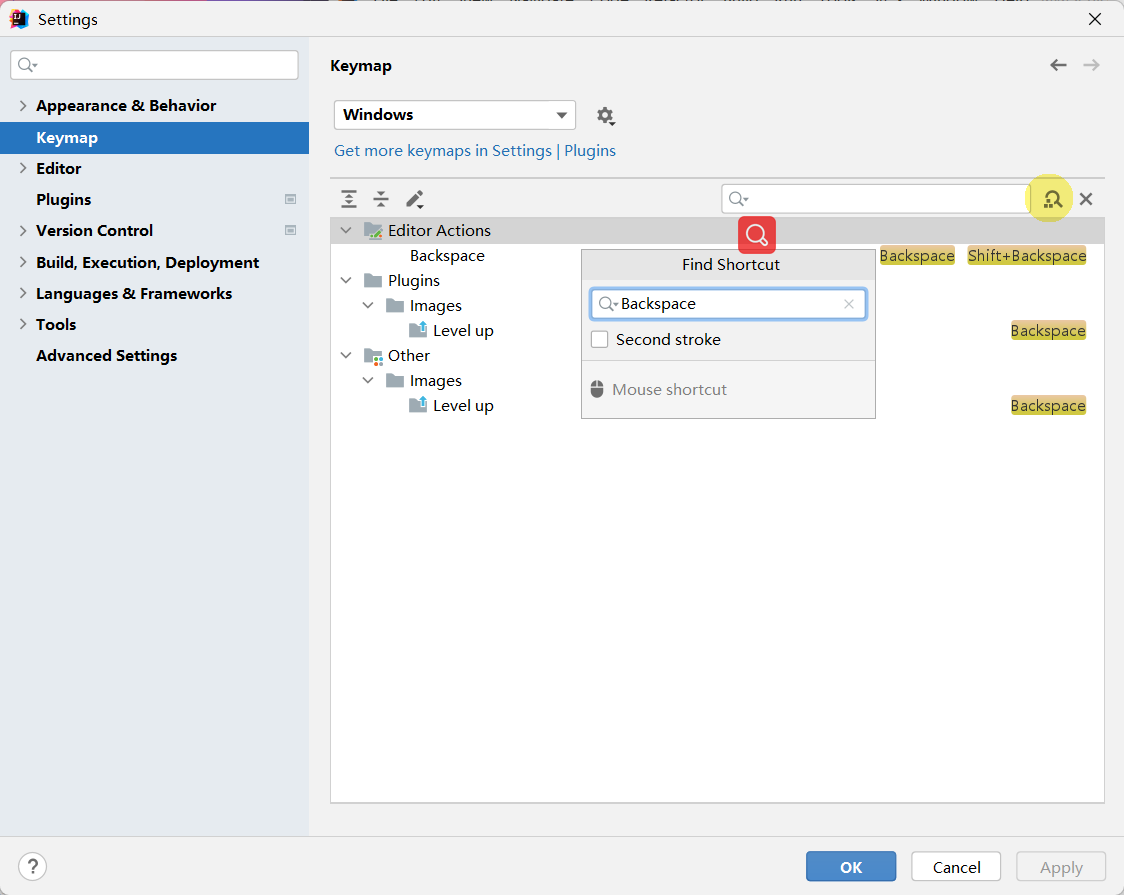 Settings
Appearance & Behavior
Keymap
Editor
Plugins
Version Control
Build, Execution, Deployment
Languages & Frameworks
Tools
Advanced Settings
Keymap
Windows
Get more keymaps in Settings | Plugins
Editor Actions
Backspace
Backspace Shift+Backspace
Plugins
Images
Level up
Backspace
Other
Images
Level up
Backspace
Find Shortcut
Backspace
Second stroke
Mouse shortcut
?
OK
Cancel
Apply